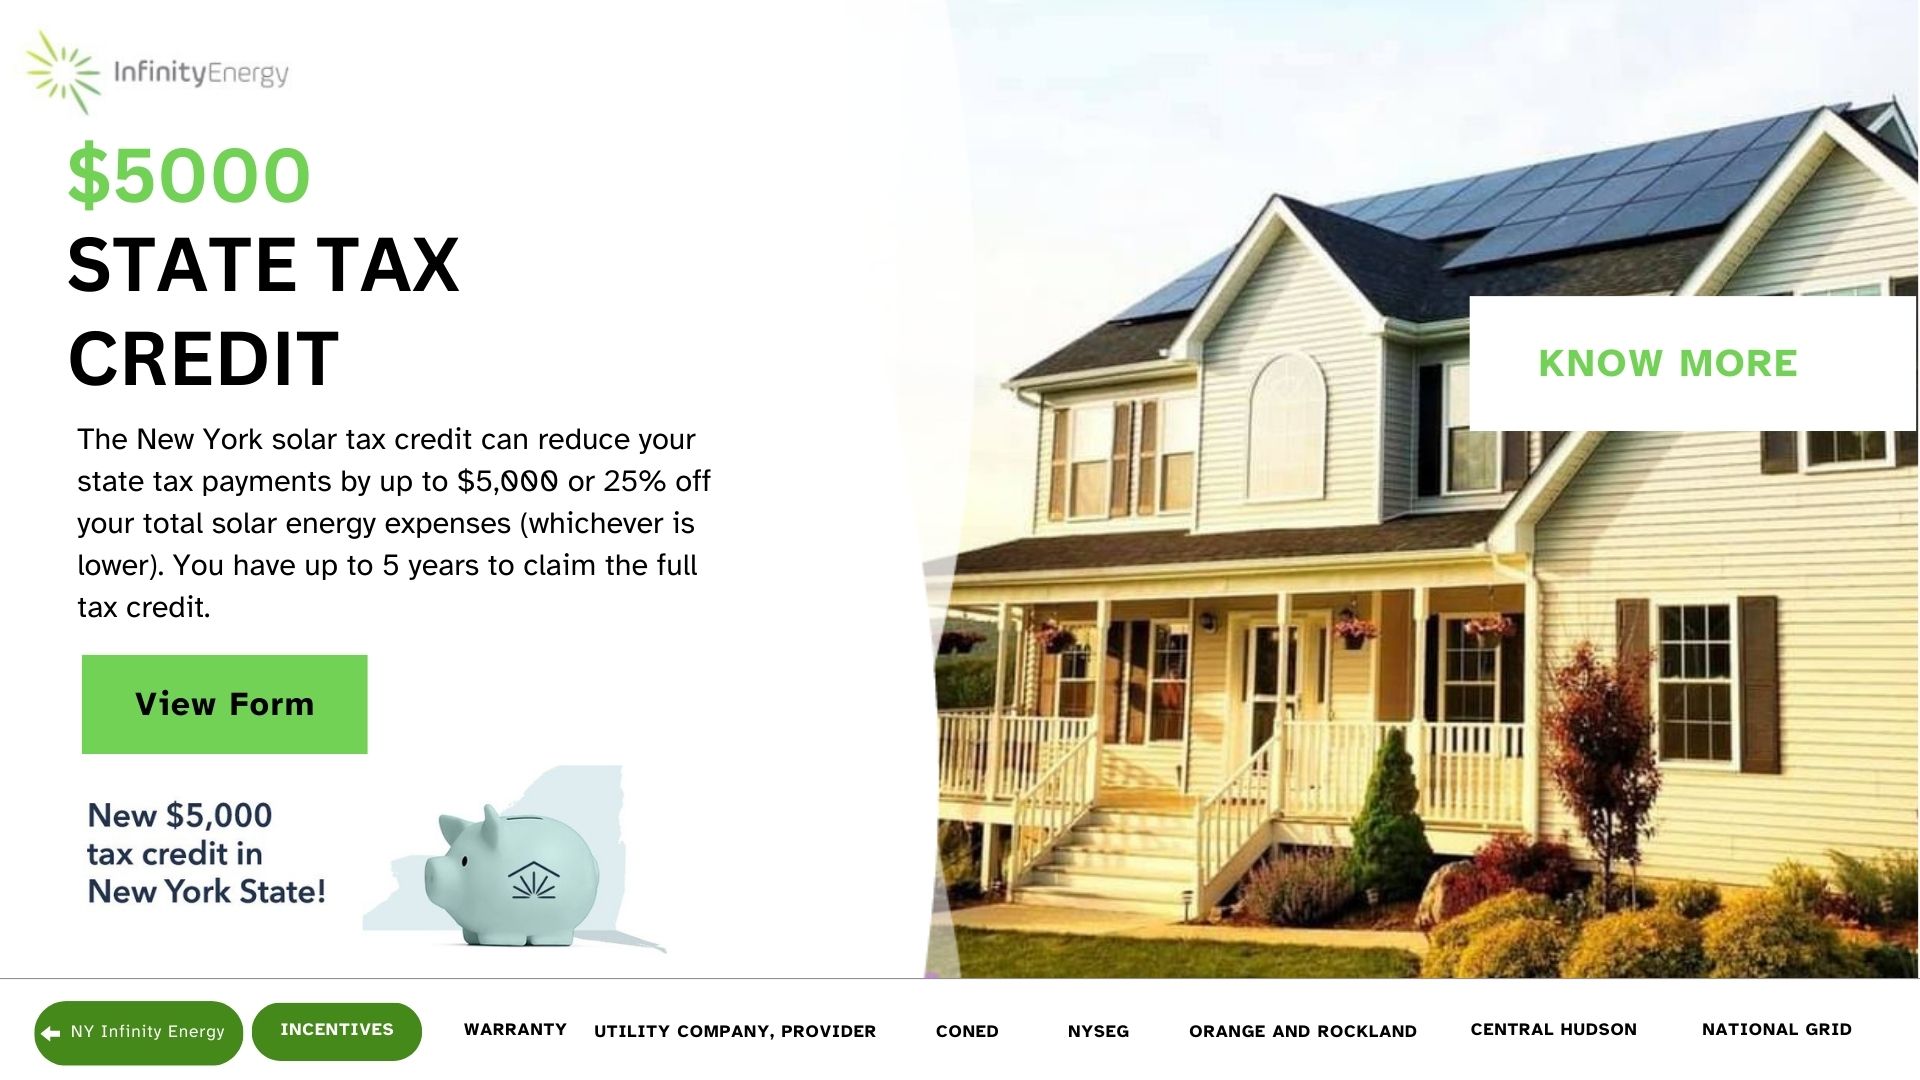 InfinityEnergy
$5000
STATE TAX
CREDIT
The New York solar tax credit can reduce your
state tax payments by up to $5,000 or 25% off
your total solar energy expenses (whichever is
lower). You have up to 5 years to claim the full
tax credit.
View Form
New $5,000
tax credit in
New York State!
KNOW MORE
NY Infinity Energy
INCENTIVES
WARRANTY
UTILITY COMPANY, PROVIDER
CONED
NYSEG
ORANGE AND ROCKLAND
CENTRAL HUDSON
NATIONAL GRID